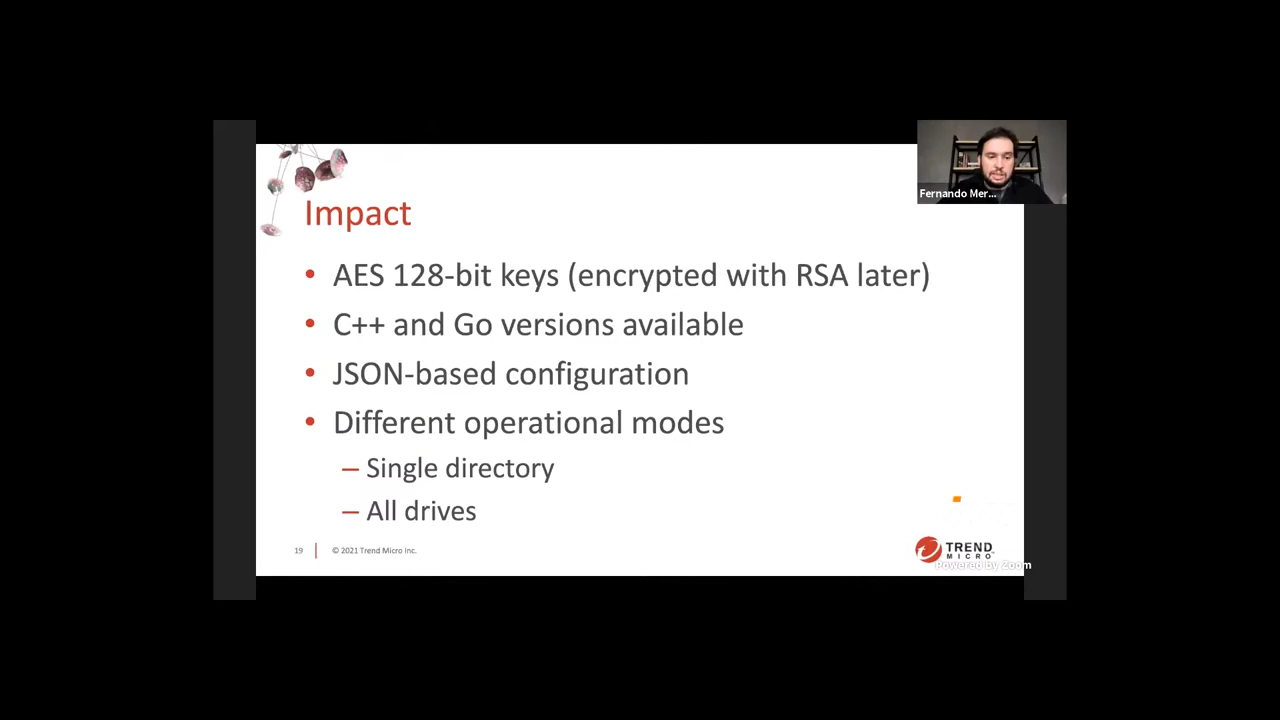 Fernando Mer...
Impact
• AES 128-bit keys (encrypted with RSA later)
• C++ and Go versions available
• JSON-based configuration
• Different operational modes
– Single directory
– All drives
19
© 2021 Trend Micro Inc.
TREND
MICRO
Powered by Zoom